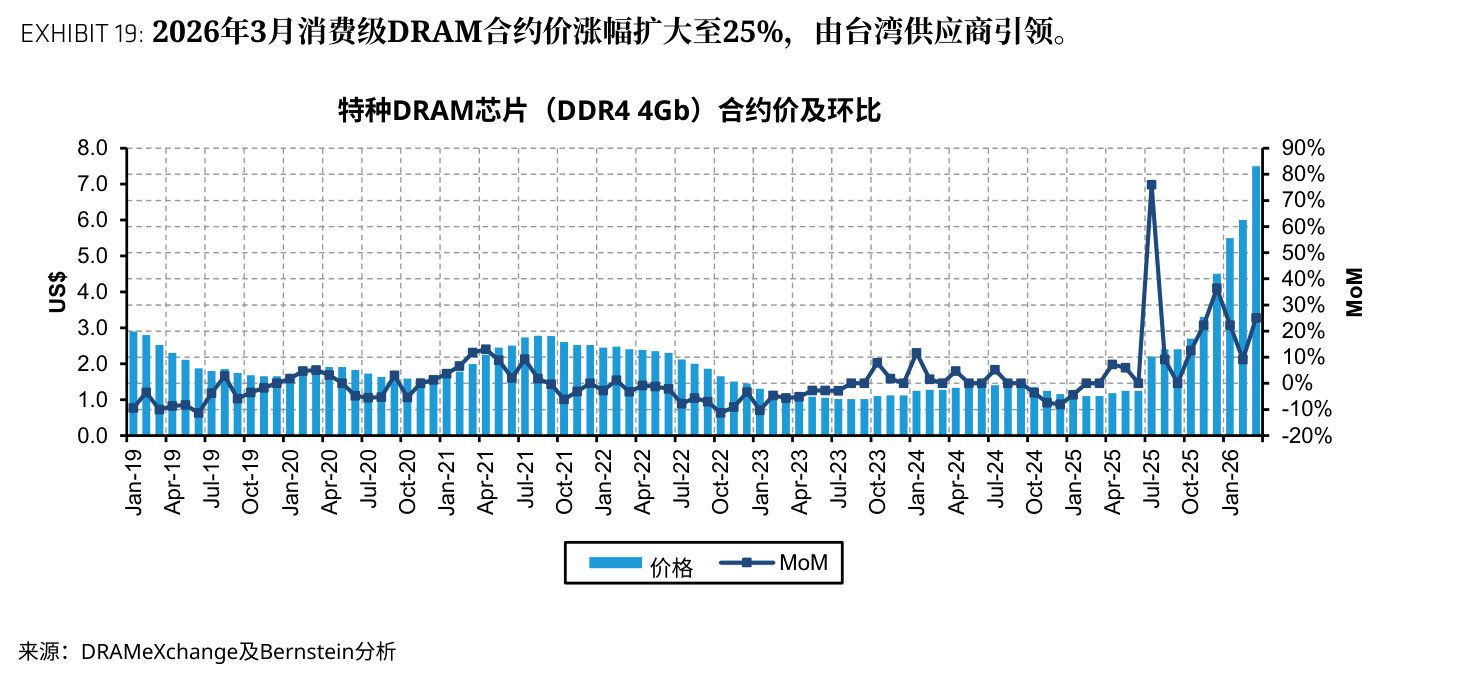 EXHIBIT 19: 2026年3月消费级DRAM合约价涨幅扩大至25%，由台湾供应商引领。
特种DRAM芯片（DDR4 4Gb）合约价及环比
8.0
7.0
6.0
5.0
4.0
3.0
2.0
1.0
0.0
US$
90%
80%
70%
60%
50%
40%
30%
20%
10%
0%
-10%
-20%
MoM
Jan-19
Apr-19
Jul-19
Oct-19
Jan-20
Apr-20
Jul-20
Oct-20
Jan-21
Apr-21
Jul-21
Oct-21
Jan-22
Apr-22
Jul-22
Oct-22
Jan-23
Apr-23
Jul-23
Oct-23
Jan-24
Apr-24
Jul-24
Oct-24
Jan-25
Apr-25
Jul-25
Oct-25
Jan-26
价格 MoM
来源：DRAMeXchange及Bernstein分析